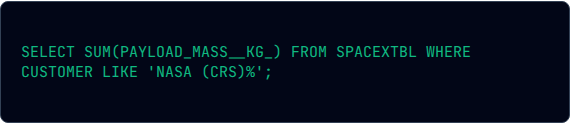 SELECT SUM(PAYLOAD_MASS__KG_) FROM SPACEXTBL WHERE
CUSTOMER LIKE 'NASA (CRS)%';